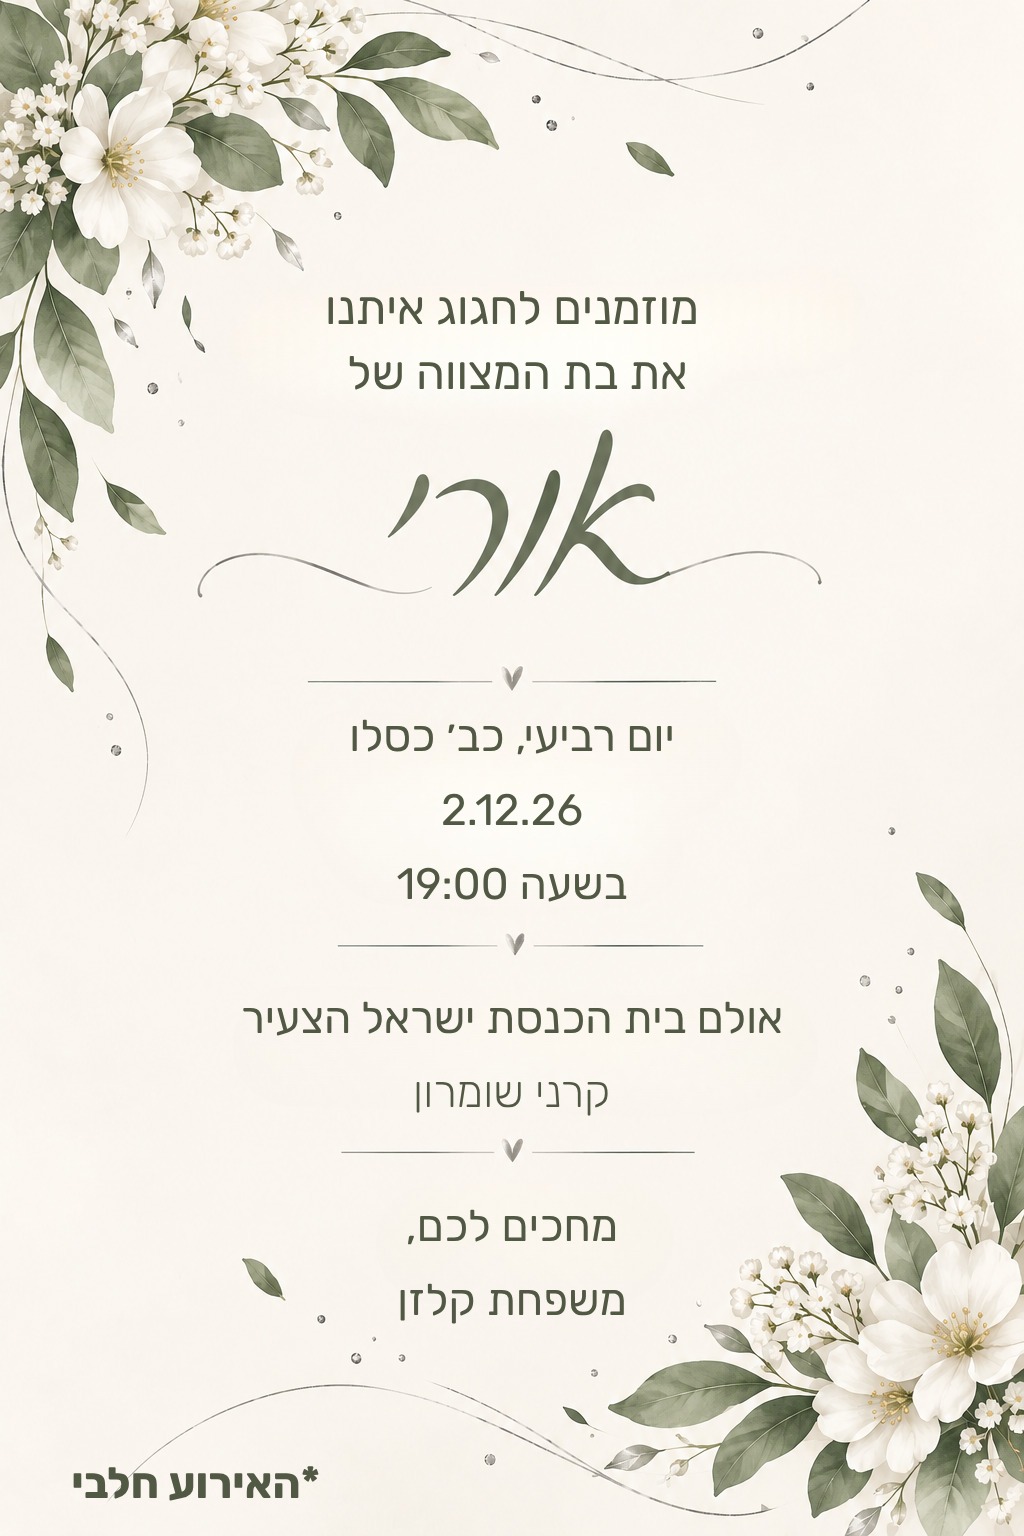 מוזמנים לחגוג איתנו
את בת המצווה של
אורי
יום רביעי, כב׳ כסלו
2.12.26
בשעה 19:00
אולם בית הכנסת ישראל הצעיר
קרני שומרון
מחכים לכם,
משפחת קלזן
*האירוע חלבי